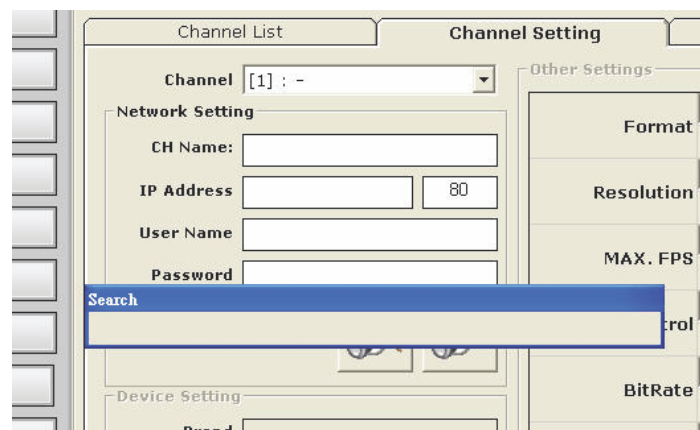 Channel List
Channel Setting
Channel [1] : -
Network Setting
CH Name:
IP Address 80
User Name
Password
Search
Device Setting
Other Settings
Format
Resolution
MAX. FPS
BitRate